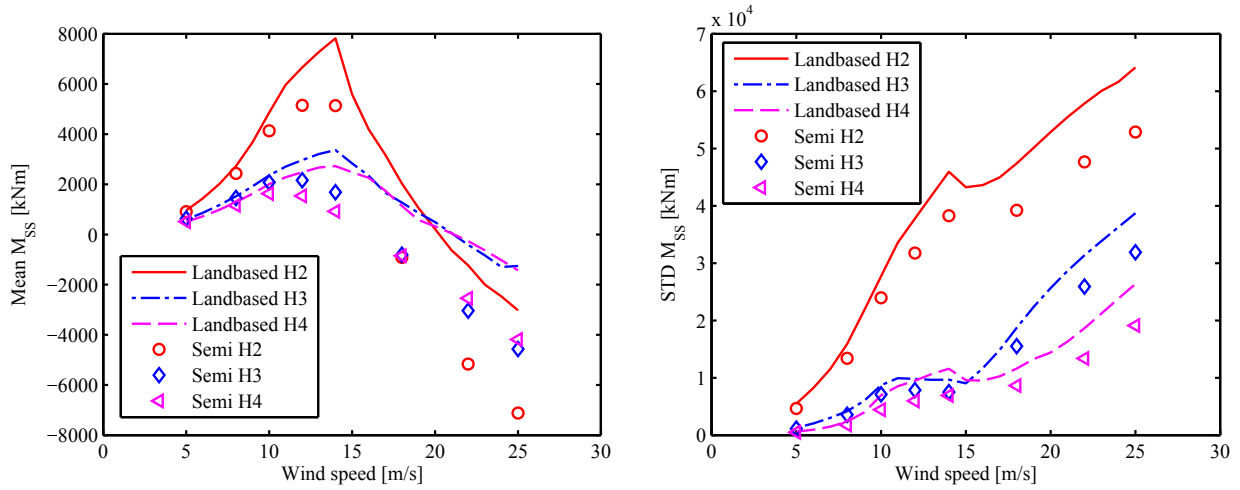 8000
6000
4000
2000
0
−2000
−4000
−6000
−8000
Mean M_SS [kNm]
Landbased H2
Landbased H3
Landbased H4
Semi H2
Semi H3
Semi H4
0 5 10 15 20 25 30
Wind speed [m/s]
x 10^4
7
6
5
4
3
2
1
0
STD M_SS [kNm]
Landbased H2
Landbased H3
Landbased H4
Semi H2
Semi H3
Semi H4
0 5 10 15 20 25 30
Wind speed [m/s]